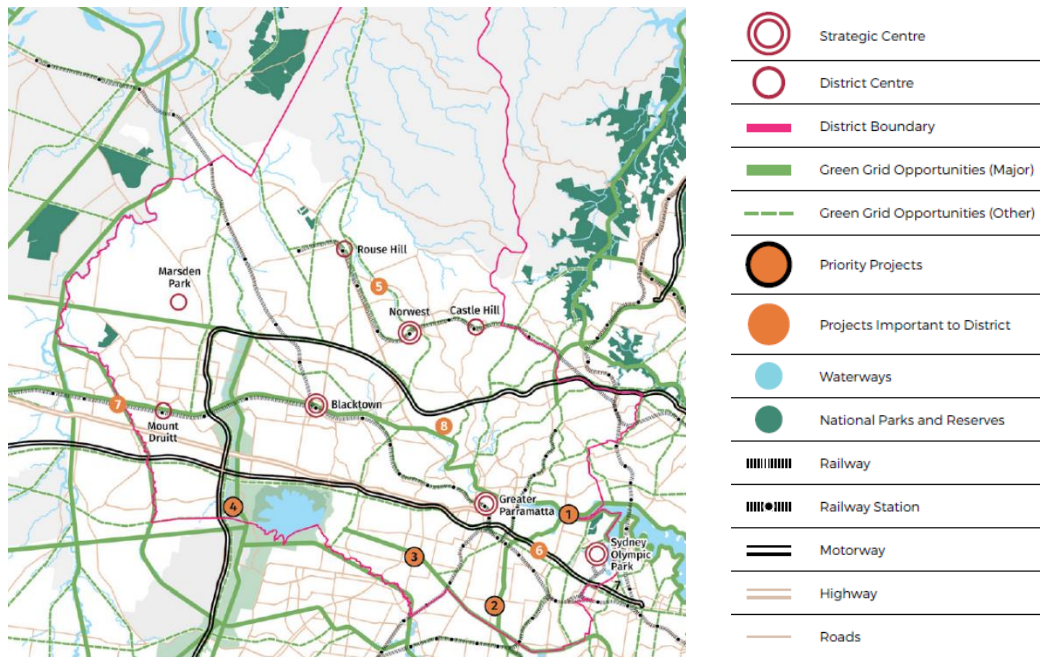 Rouse Hill
Marsden
Park
5
Norwest
Castle Hill
7
Mount
Druitt
Blacktown
8
4
Greater
Parramatta
1
3
6
Sydney
Olympic
Park
2
Strategic Centre
District Centre
District Boundary
Green Grid Opportunities (Major)
Green Grid Opportunities (Other)
Priority Projects
Projects Important to District
Waterways
National Parks and Reserves
Railway
Railway Station
Motorway
Highway
Roads